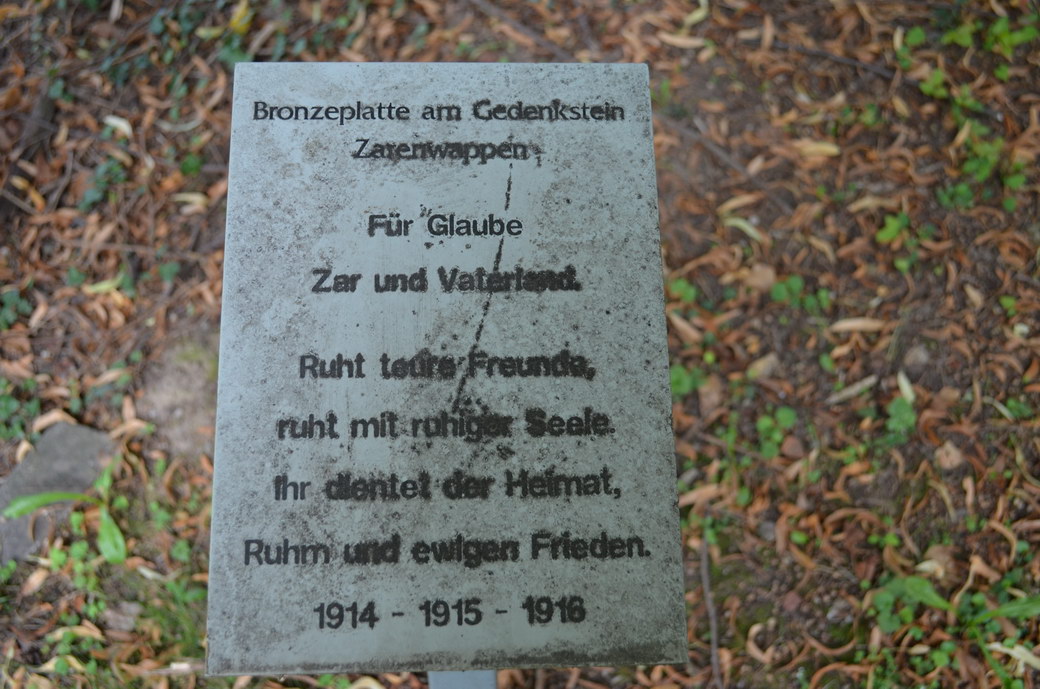 Bronzeplatte am Gedenkstein
Zarenwappen
Für Glaube
Zar und Vaterland.
Ruht teure Freunde,
ruht mit ruhiger Seele.
Ihr dientet der Heimat,
Ruhm und ewigen Frieden.
1914 - 1915 - 1916